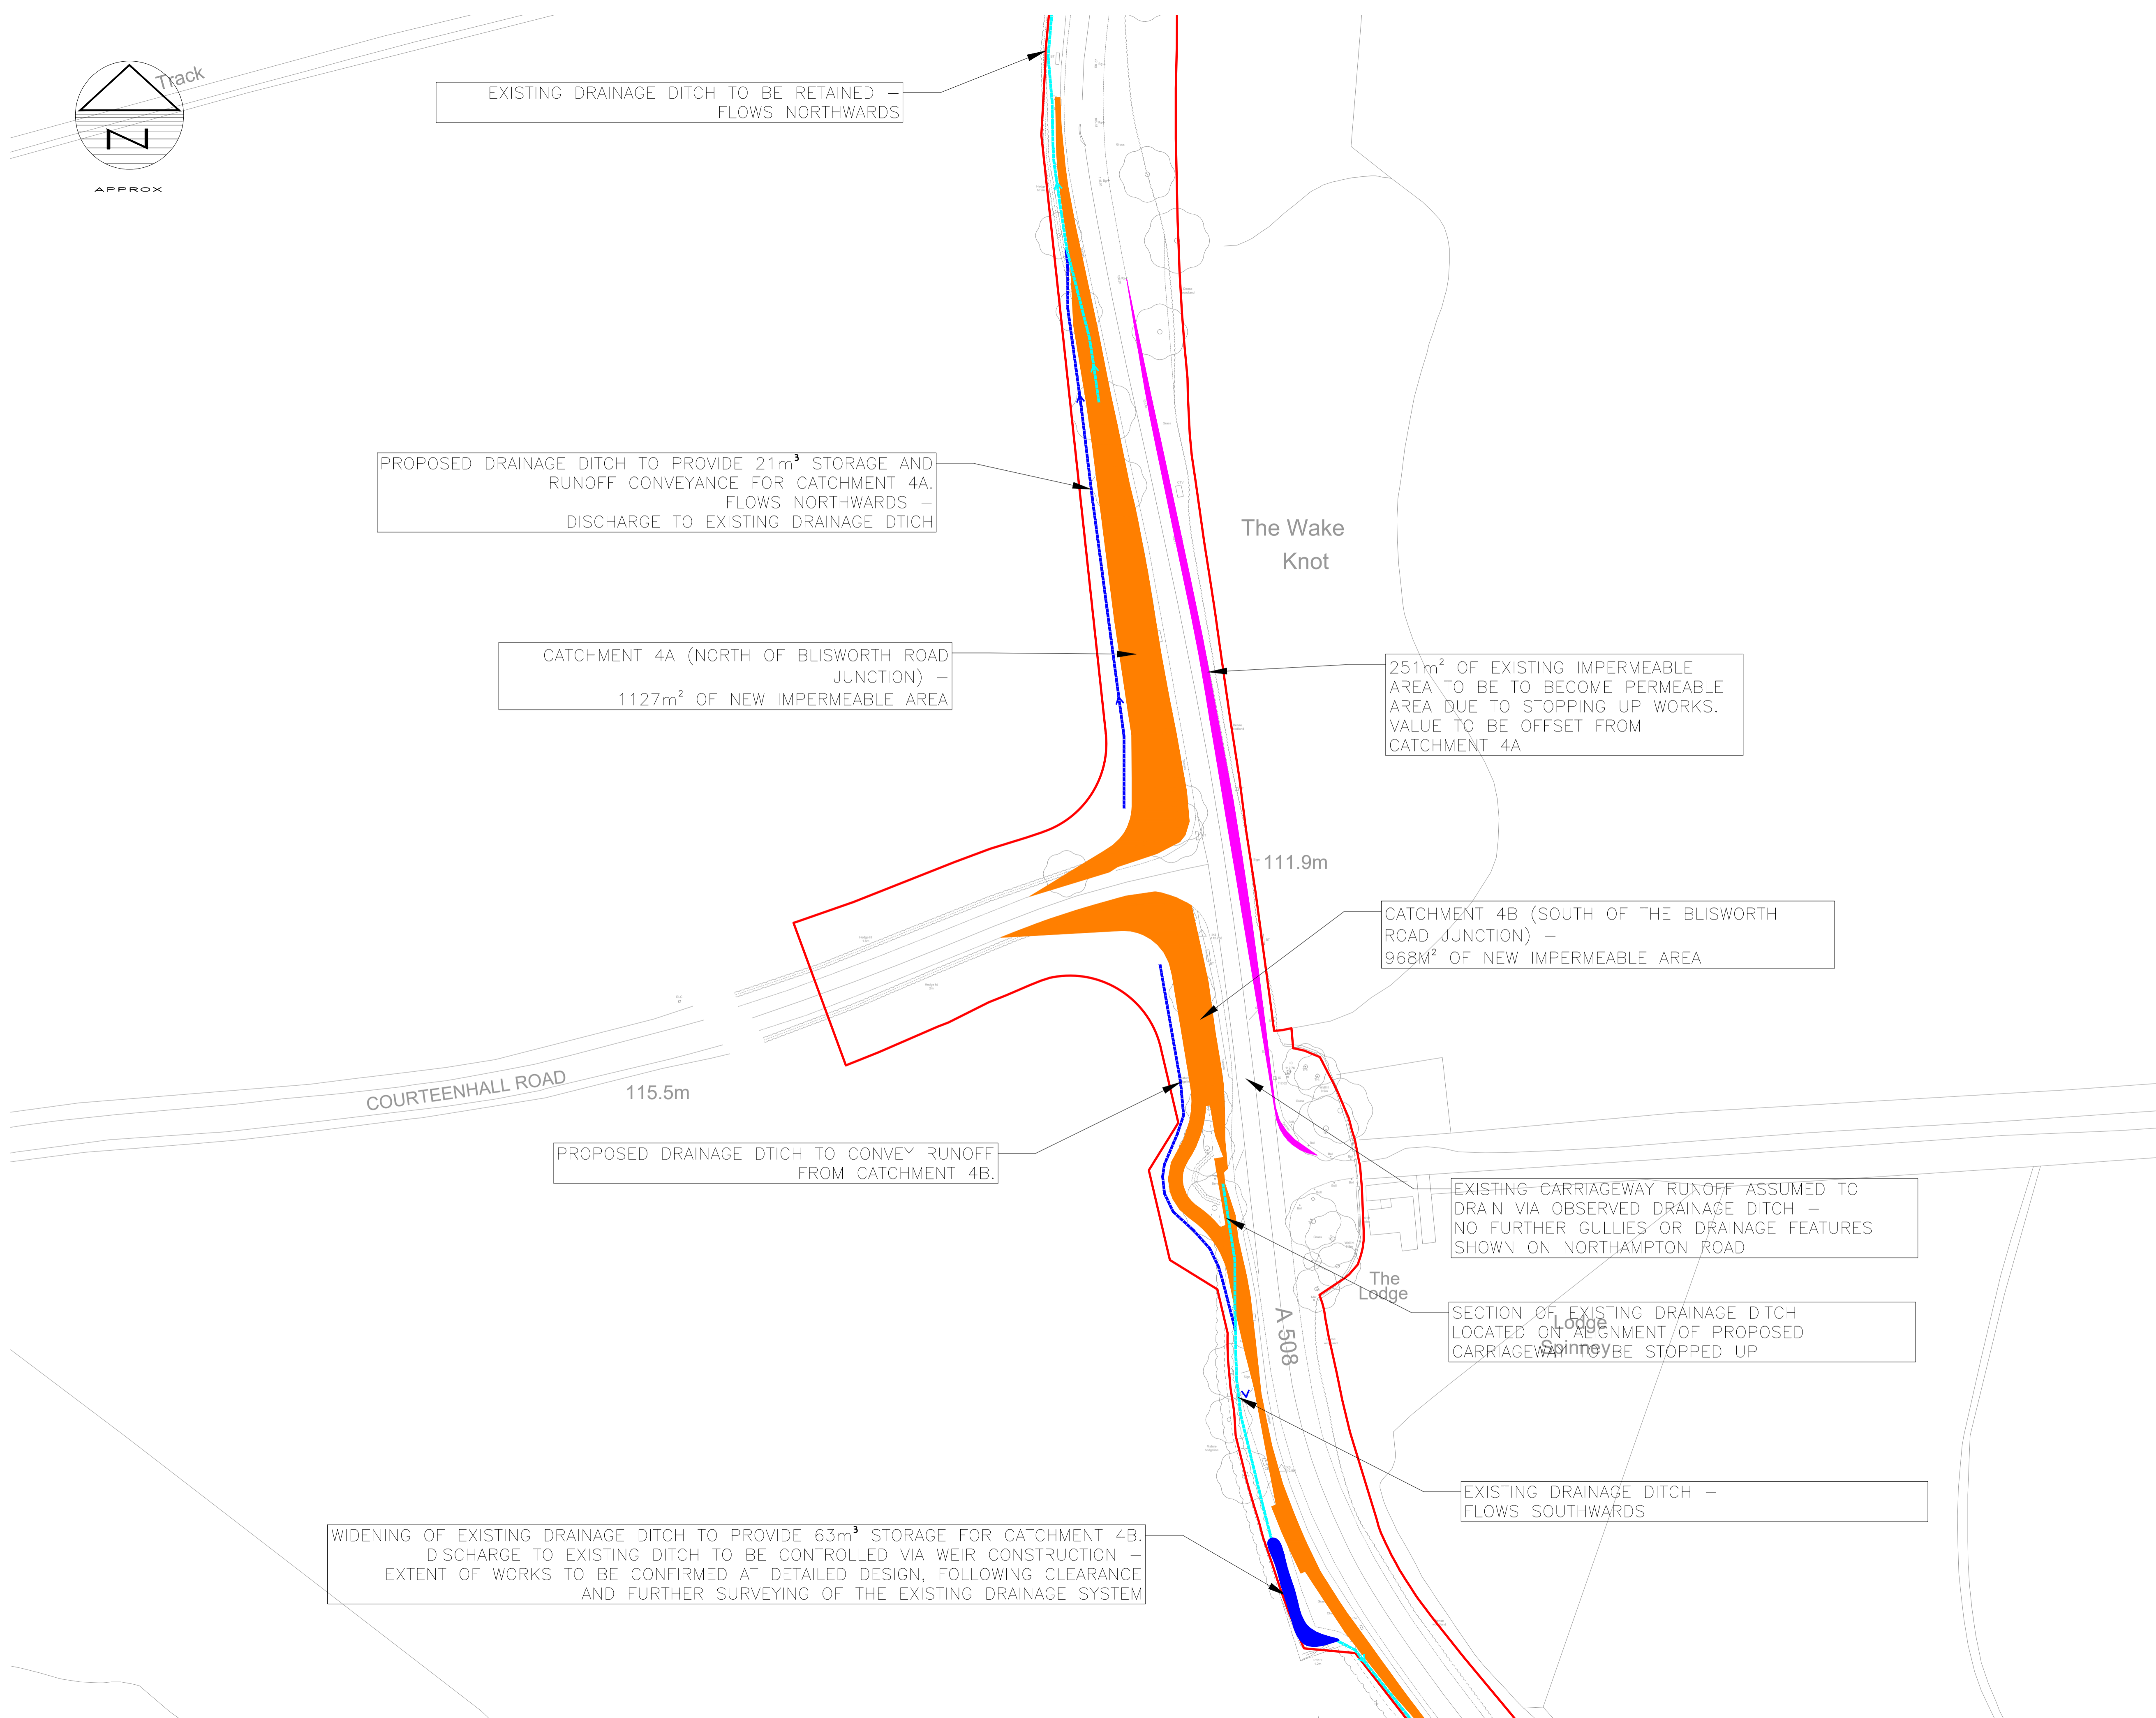 Track
N
APPROX
EXISTING DRAINAGE DITCH TO BE RETAINED –
FLOWS NORTHWARDS
PROPOSED DRAINAGE DITCH TO PROVIDE 21m³ STORAGE AND
RUNOFF CONVEYANCE FOR CATCHMENT 4A.
FLOWS NORTHWARDS –
DISCHARGE TO EXISTING DRAINAGE DTICH
The Wake
Knot
CATCHMENT 4A (NORTH OF BLISWORTH ROAD
JUNCTION) –
1127m² OF NEW IMPERMEABLE AREA
251m² OF EXISTING IMPERMEABLE
AREA TO BE TO BECOME PERMEABLE
AREA DUE TO STOPPING UP WORKS.
VALUE TO BE OFFSET FROM
CATCHMENT 4A
111.9m
CATCHMENT 4B (SOUTH OF THE BLISWORTH
ROAD JUNCTION) –
968M² OF NEW IMPERMEABLE AREA
COURTEENHALL ROAD
115.5m
PROPOSED DRAINAGE DTICH TO CONVEY RUNOFF
FROM CATCHMENT 4B.
EXISTING CARRIAGEWAY RUNOFF ASSUMED TO
DRAIN VIA OBSERVED DRAINAGE DITCH –
NO FURTHER GULLIES OR DRAINAGE FEATURES
SHOWN ON NORTHAMPTON ROAD
The
Lodge
A 508
SECTION OF EXISTING DRAINAGE DITCH
LOCATED ON ALIGNMENT OF PROPOSED
CARRIAGEWAY TO BE STOPPED UP
Lodge
Spinney
EXISTING DRAINAGE DITCH –
FLOWS SOUTHWARDS
WIDENING OF EXISTING DRAINAGE DITCH TO PROVIDE 63m³ STORAGE FOR CATCHMENT 4B.
DISCHARGE TO EXISTING DITCH TO BE CONTROLLED VIA WEIR CONSTRUCTION –
EXTENT OF WORKS TO BE CONFIRMED AT DETAILED DESIGN, FOLLOWING CLEARANCE
AND FURTHER SURVEYING OF THE EXISTING DRAINAGE SYSTEM